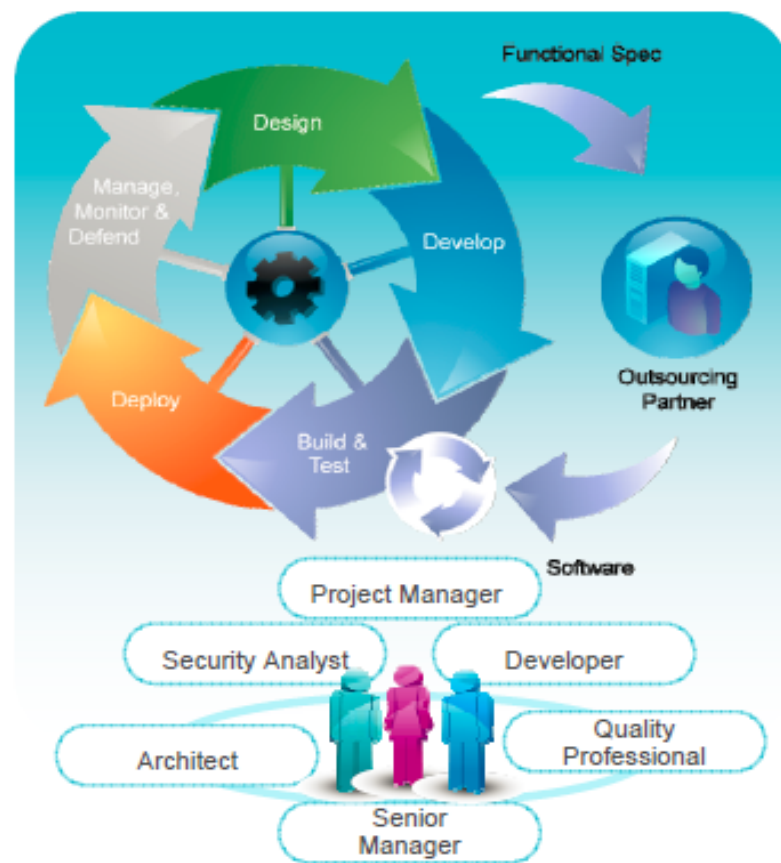 Functional Spec
Design
Manage,
Monitor &
Defend
Develop
Outsourcing
Partner
Deploy
Build &
Test
Software
Project Manager
Security Analyst
Developer
Architect
Quality
Professional
Senior
Manager